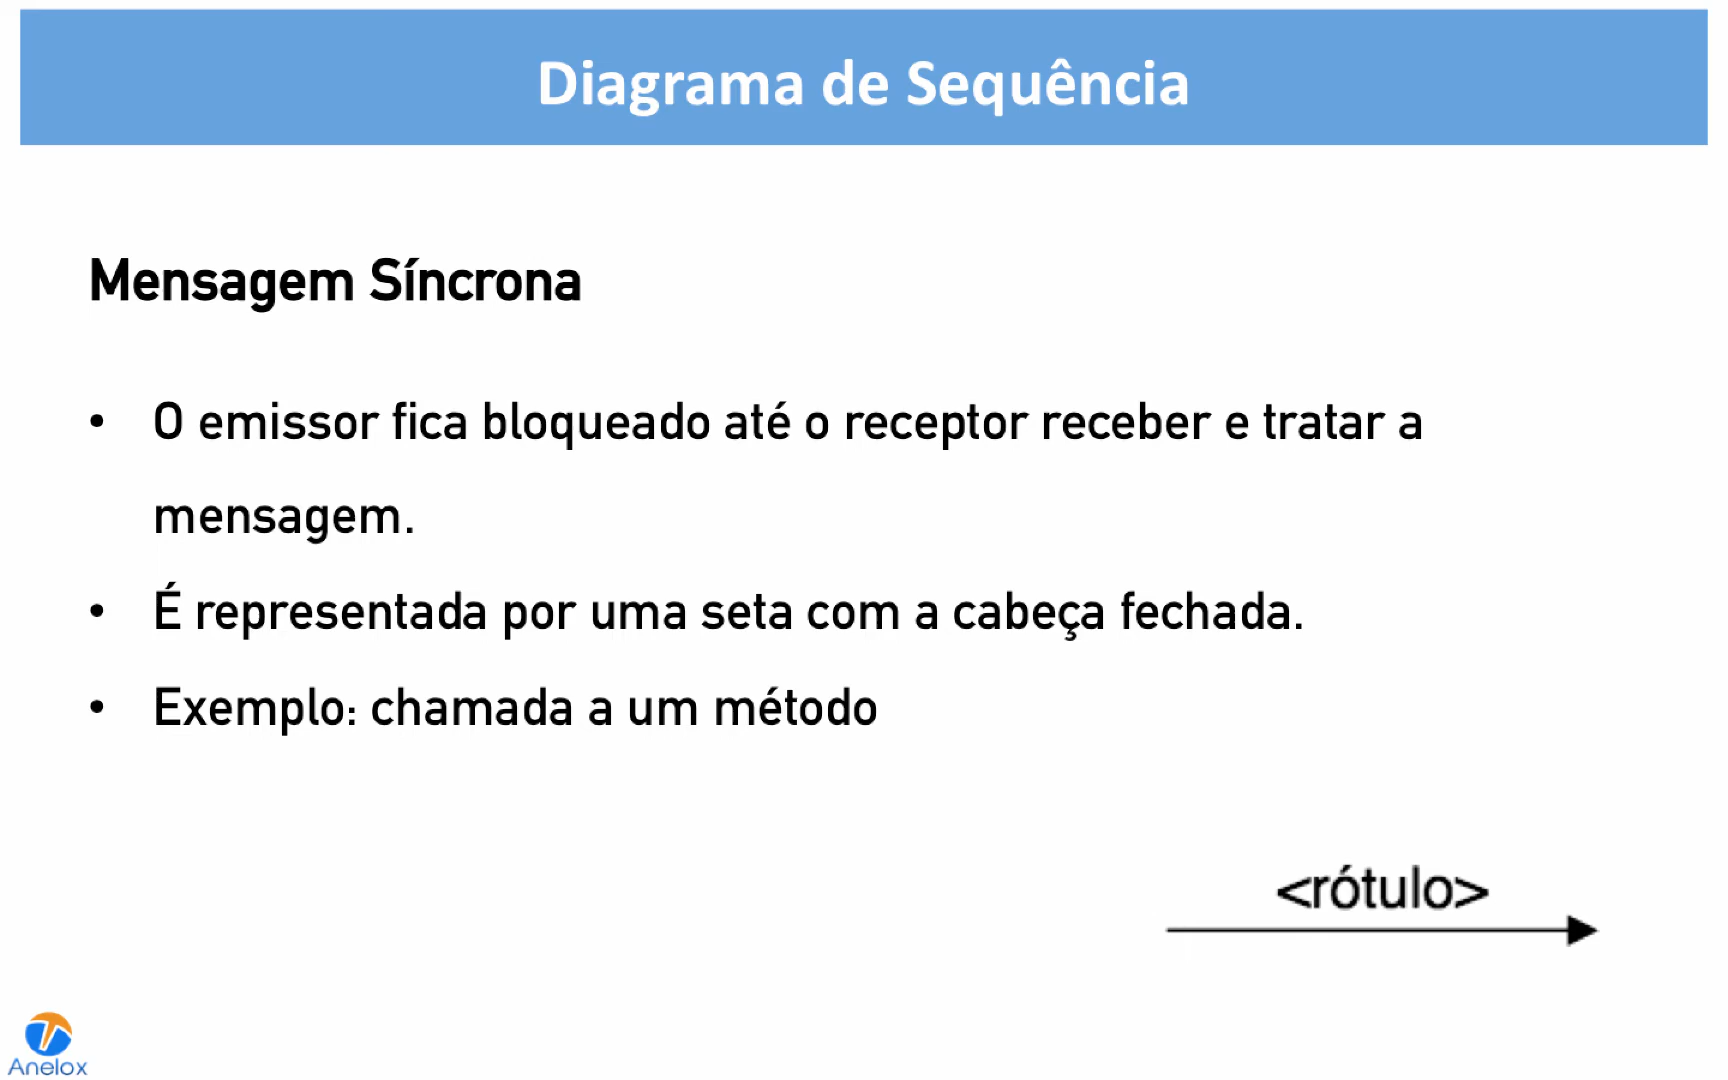 Diagrama de Sequência
Mensagem Síncrona
• O emissor fica bloqueado até o receptor receber e tratar a
mensagem.
• É representada por uma seta com a cabeça fechada.
• Exemplo: chamada a um método
<rótulo>
Anelox